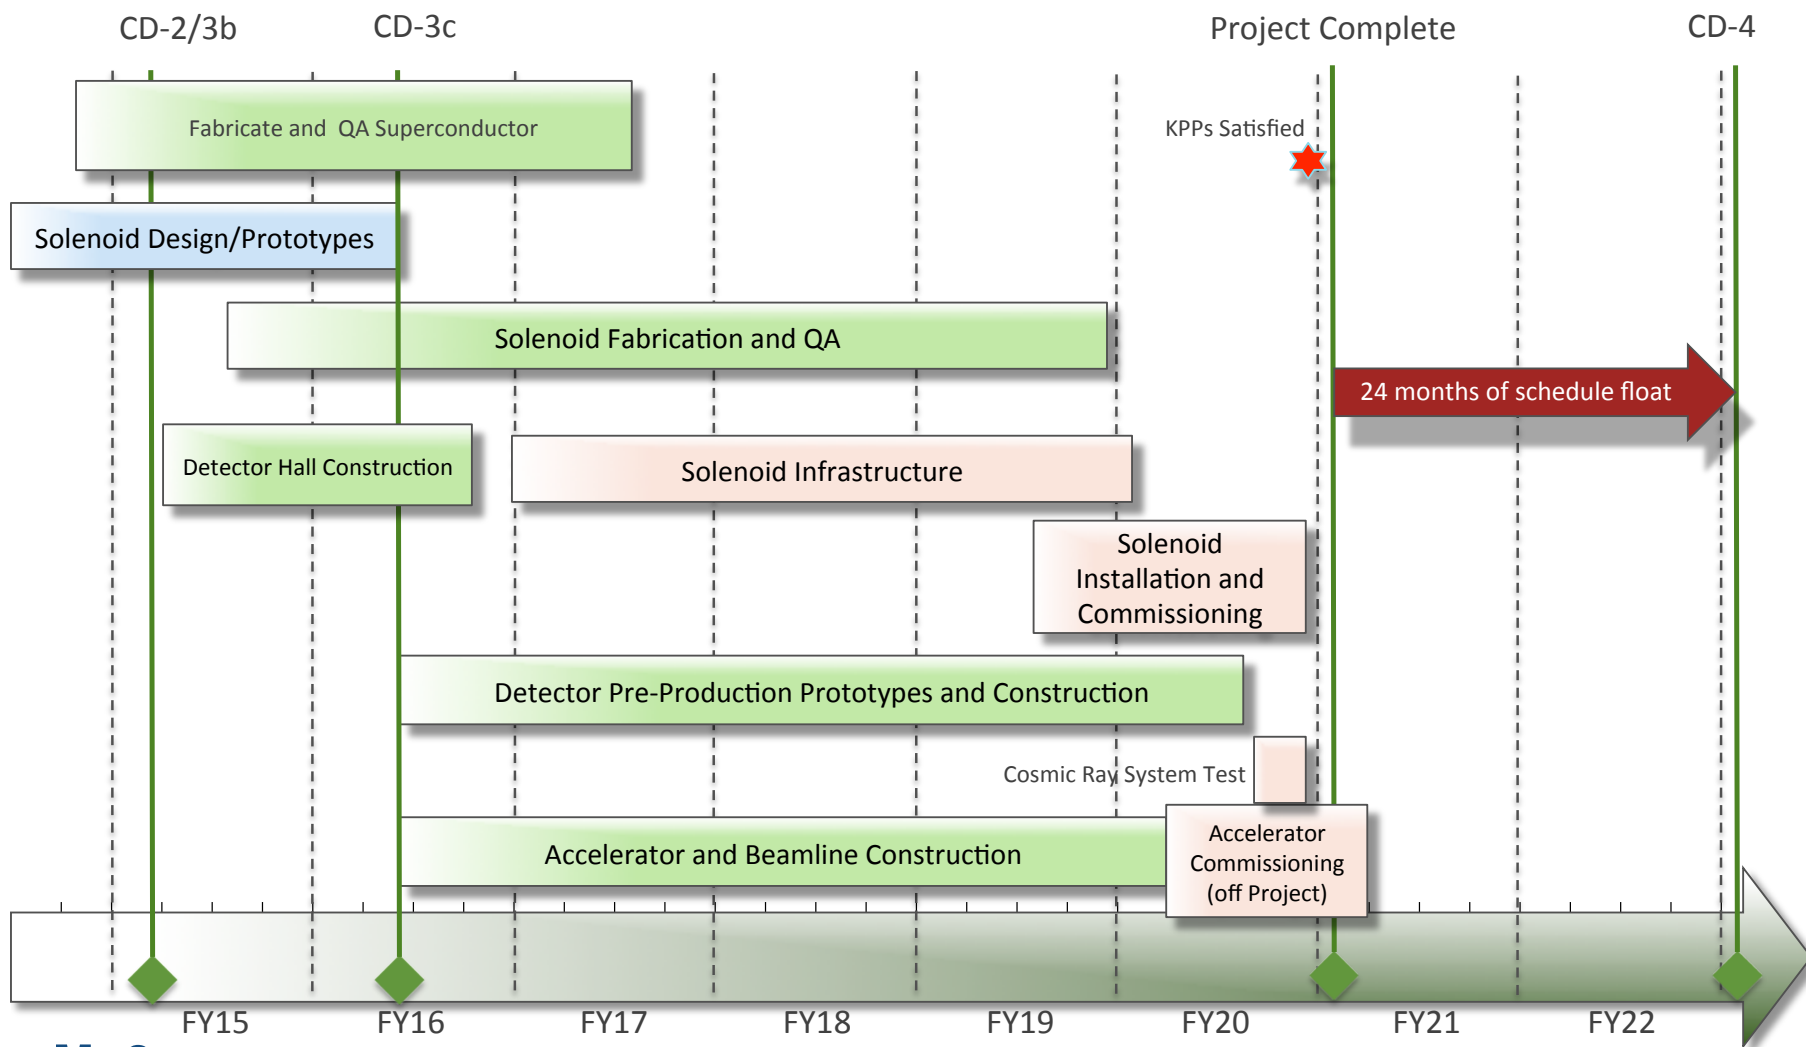 CD-2/3b
CD-3c
Project Complete
CD-4
Fabricate and QA Superconductor
KPPs Satisfied
Solenoid Design/Prototypes
Solenoid Fabrication and QA
24 months of schedule float
Detector Hall Construction
Solenoid Infrastructure
Solenoid
Installation and
Commissioning
Detector Pre-Production Prototypes and Construction
Cosmic Ray System Test
Accelerator and Beamline Construction
Accelerator
Commissioning
(off Project)
FY15
FY16
FY17
FY18
FY19
FY20
FY21
FY22